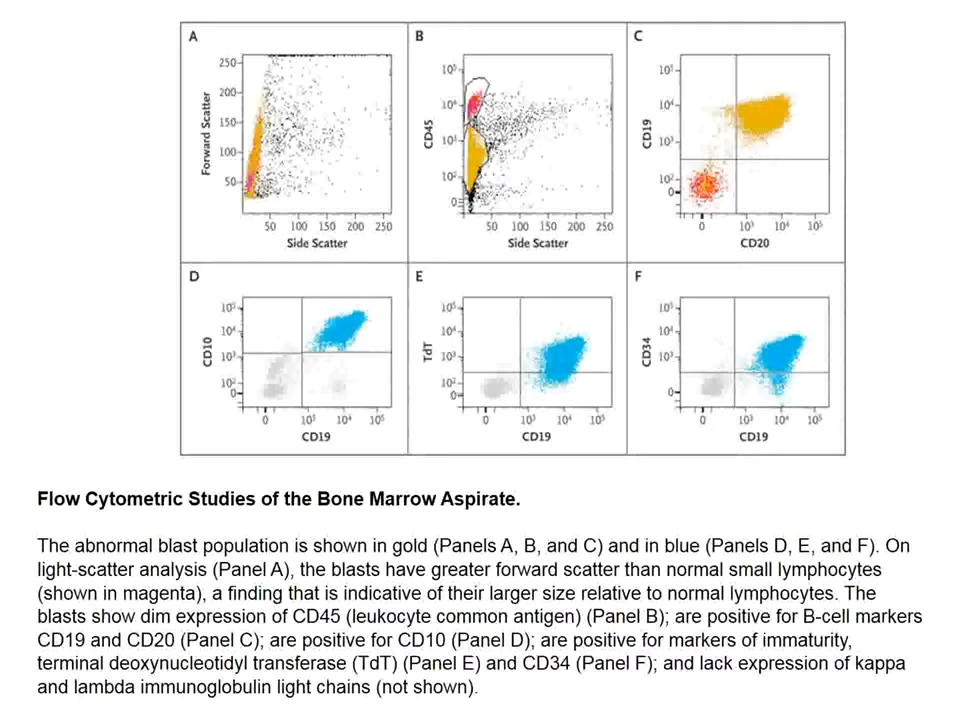 A
B
C
250
200
150
100
50
Forward Scatter
50 100 150 200 250
Side Scatter
10⁵
10⁴
10³
10²
0
CD45
50 100 150 200 250
Side Scatter
10⁵
10⁴
10³
10²
0
CD19
0 10³ 10⁴ 10⁵
CD20
D
E
F
10⁵
10⁴
10³
10²
0
CD10
0 10³ 10⁴ 10⁵
CD19
10⁵
10⁴
10³
10²
0
TdT
0 10³ 10⁴ 10⁵
CD19
10⁵
10⁴
10³
10²
0
CD34
0 10³ 10⁴ 10⁵
CD19
Flow Cytometric Studies of the Bone Marrow Aspirate.
The abnormal blast population is shown in gold (Panels A, B, and C) and in blue (Panels D, E, and F). On
light-scatter analysis (Panel A), the blasts have greater forward scatter than normal small lymphocytes
(shown in magenta), a finding that is indicative of their larger size relative to normal lymphocytes. The
blasts show dim expression of CD45 (leukocyte common antigen) (Panel B); are positive for B-cell markers
CD19 and CD20 (Panel C); are positive for CD10 (Panel D); are positive for markers of immaturity,
terminal deoxynucleotidyl transferase (TdT) (Panel E) and CD34 (Panel F); and lack expression of kappa
and lambda immunoglobulin light chains (not shown).